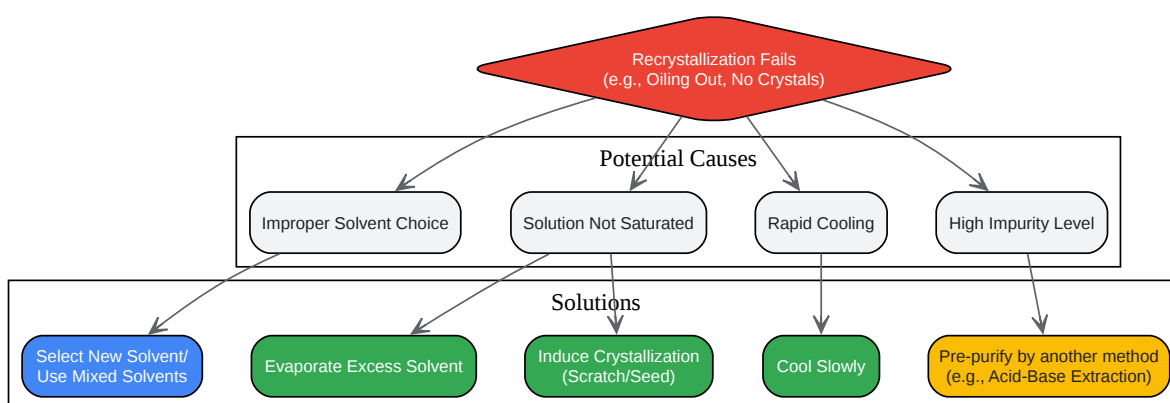 Recrystallization Fails
(e.g., Oiling Out, No Crystals)
Potential Causes
Improper Solvent Choice
Solution Not Saturated
Rapid Cooling
High Impurity Level
Solutions
Select New Solvent/
Use Mixed Solvents
Evaporate Excess Solvent
Induce Crystallization
(Scratch/Seed)
Cool Slowly
Pre-purify by another method
(e.g., Acid-Base Extraction)